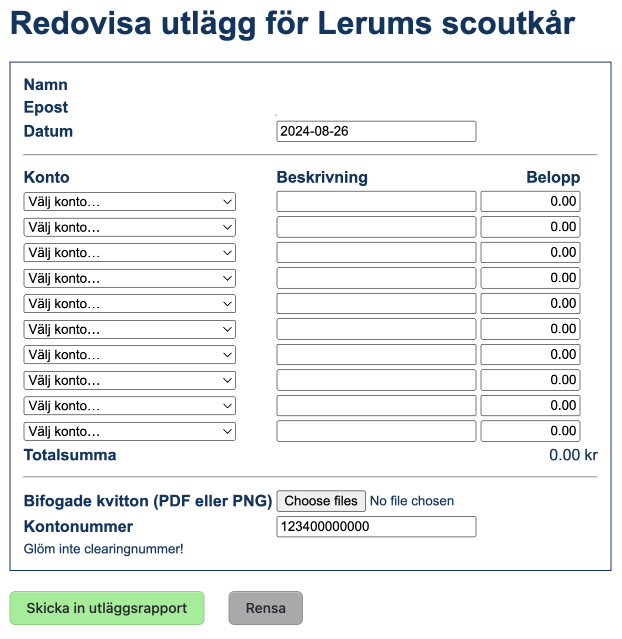 Redovisa utlägg för Lerums scoutkår
Namn
Epost
Datum 2024-08-26
Konto Beskrivning Belopp
Välj konto... 0.00
Välj konto... 0.00
Välj konto... 0.00
Välj konto... 0.00
Välj konto... 0.00
Välj konto... 0.00
Välj konto... 0.00
Välj konto... 0.00
Välj konto... 0.00
Välj konto... 0.00
Totalsumma 0.00 kr
Bifogade kvitton (PDF eller PNG) Choose files No file chosen
Kontonummer 123400000000
Glöm inte clearingnummer!
Skicka in utläggsrapport Rensa